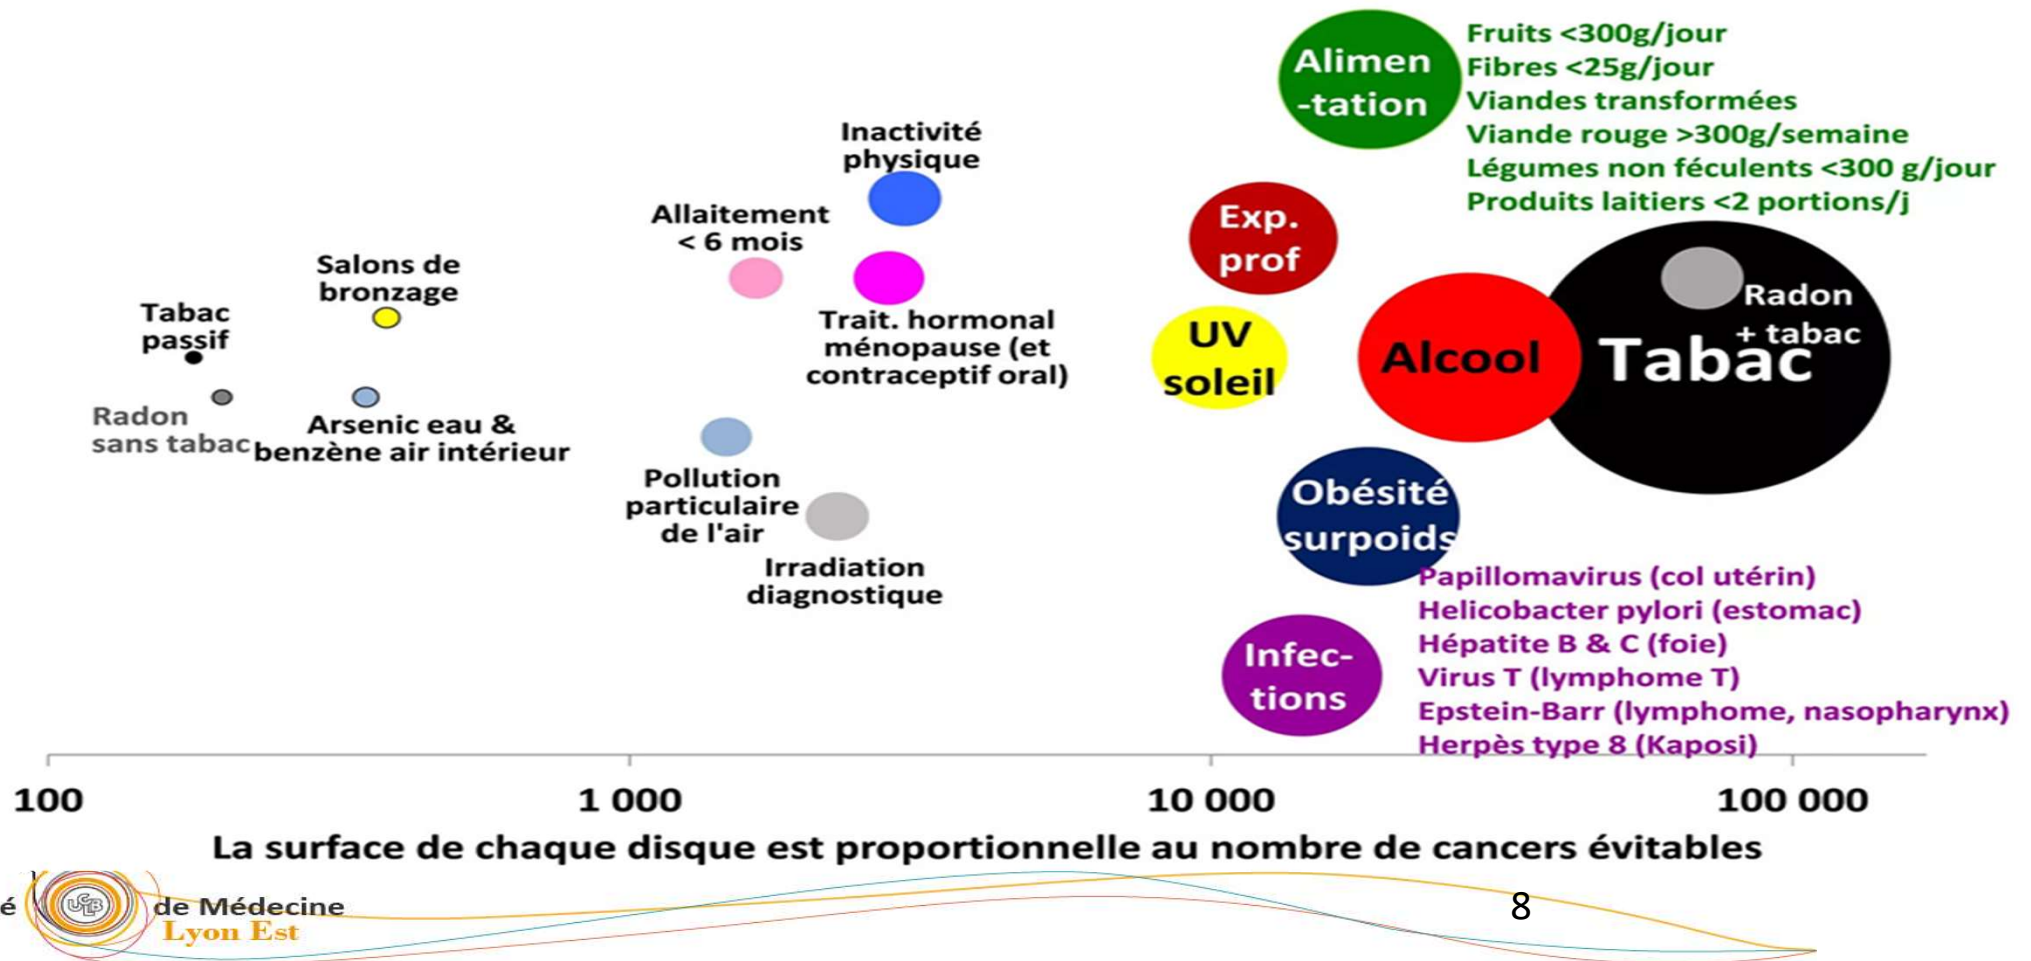 Alimen
-tation
Fruits <300g/jour
Fibres <25g/jour
Viandes transformées
Viande rouge >300g/semaine
Légumes non féculents <300 g/jour
Produits laitiers <2 portions/j
Inactivité
physique
Allaitement
< 6 mois
Exp.
prof
Salons de
bronzage
Tabac
passif
Trait. hormonal
ménopause (et
contraceptif oral)
UV
soleil
Alcool
Radon
+ tabac
Tabac
Radon
sans tabac
Arsenic eau &
benzène air intérieur
Pollution
particulaire
de l'air
Irradiation
diagnostique
Obésité
surpoids
Papillomavirus (col utérin)
Helicobacter pylori (estomac)
Hépatite B & C (foie)
Virus T (lymphome T)
Epstein-Barr (lymphome, nasopharynx)
Herpès type 8 (Kaposi)
Infec-
tions
100
1 000
10 000
100 000
La surface de chaque disque est proportionnelle au nombre de cancers évitables
é
UCLB
de Médecine
Lyon Est
8